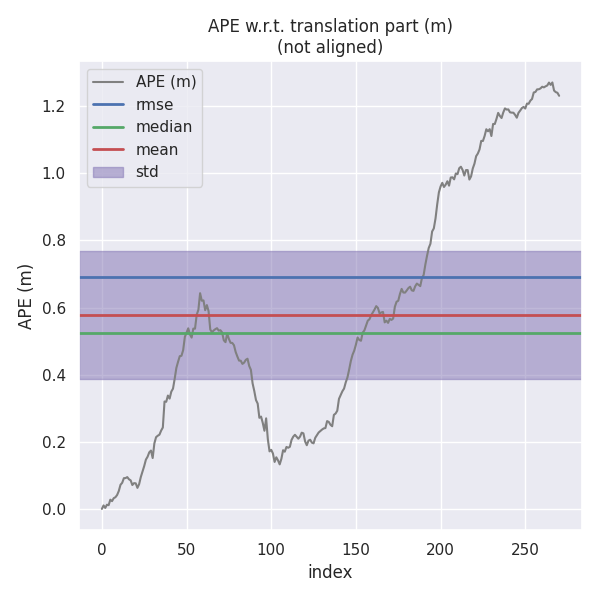 APE w.r.t. translation part (m)
(not aligned)
APE (m)
rmse
median
mean
std
APE (m)
1.2
1.0
0.8
0.6
0.4
0.2
0.0
0 50 100 150 200 250
index